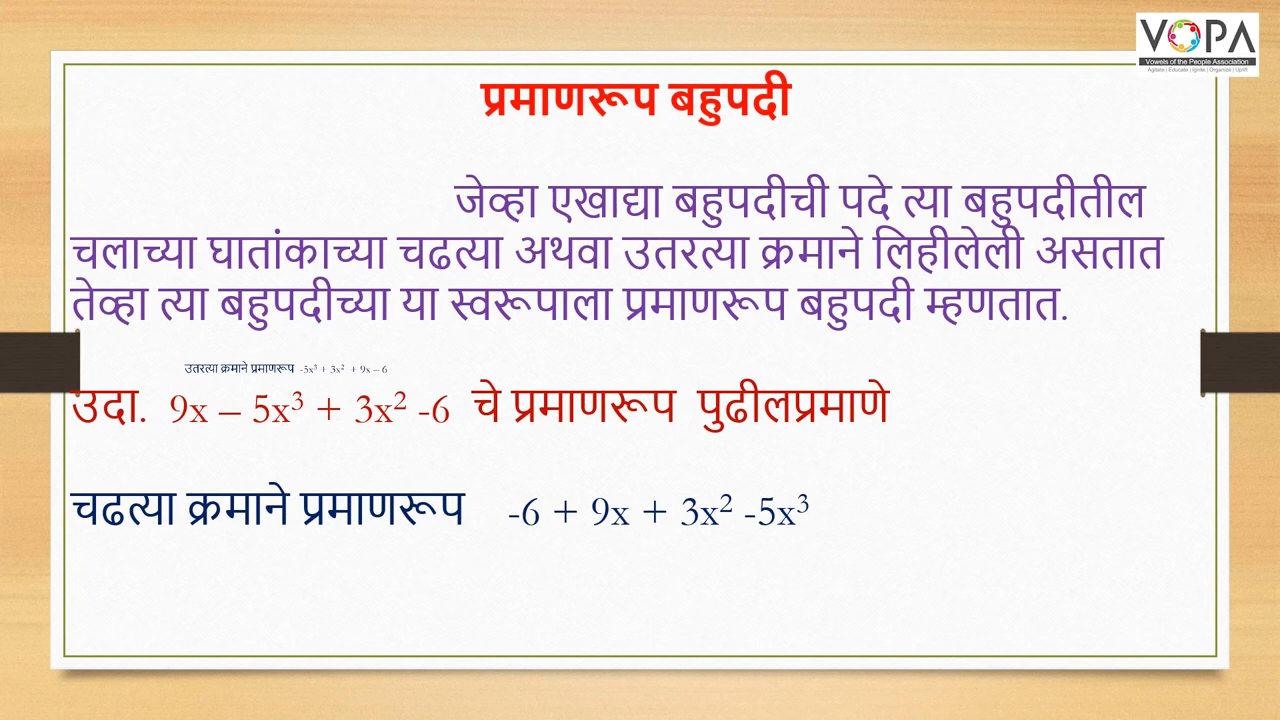 VOPA
Vowels of the People Association
Agitate | Educate | Ignite | Organize | Uplift
प्रमाणरूप बहुपदी
जेव्हा एखाद्या बहुपदीची पदे त्या बहुपदीतील
चलाच्या घातांकाच्या चढत्या अथवा उतरत्या क्रमाने लिहीलेली असतात
तेव्हा त्या बहुपदीच्या या स्वरूपाला प्रमाणरूप बहुपदी म्हणतात.
उतरत्या क्रमाने प्रमाणरूप -5x³ + 3x² + 9x – 6
उदा. 9x – 5x³ + 3x² -6 चे प्रमाणरूप पुढीलप्रमाणे
चढत्या क्रमाने प्रमाणरूप -6 + 9x + 3x² -5x³